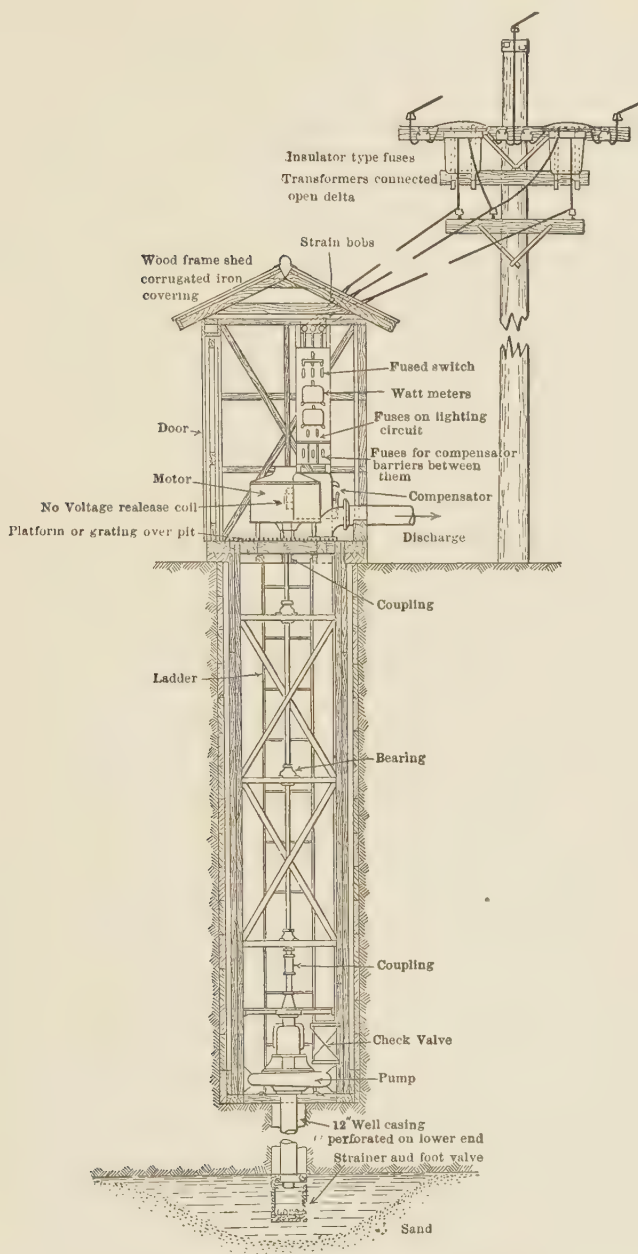 Insulator type fuses
Transformers connected
open delta
Strain bobs
Wood frame shed
corrugated iron
covering
Fused switch
Watt meters
Fuses on lighting
circuit
Door
Fuses for compensator
barriers between
them
Motor
Compensator
No Voltage realease coil
Platform or grating over pit
Discharge
Coupling
Ladder
Bearing
Coupling
Check Valve
Pump
12" Well casing
perforated on lower end
Strainer and foot valve
Sand